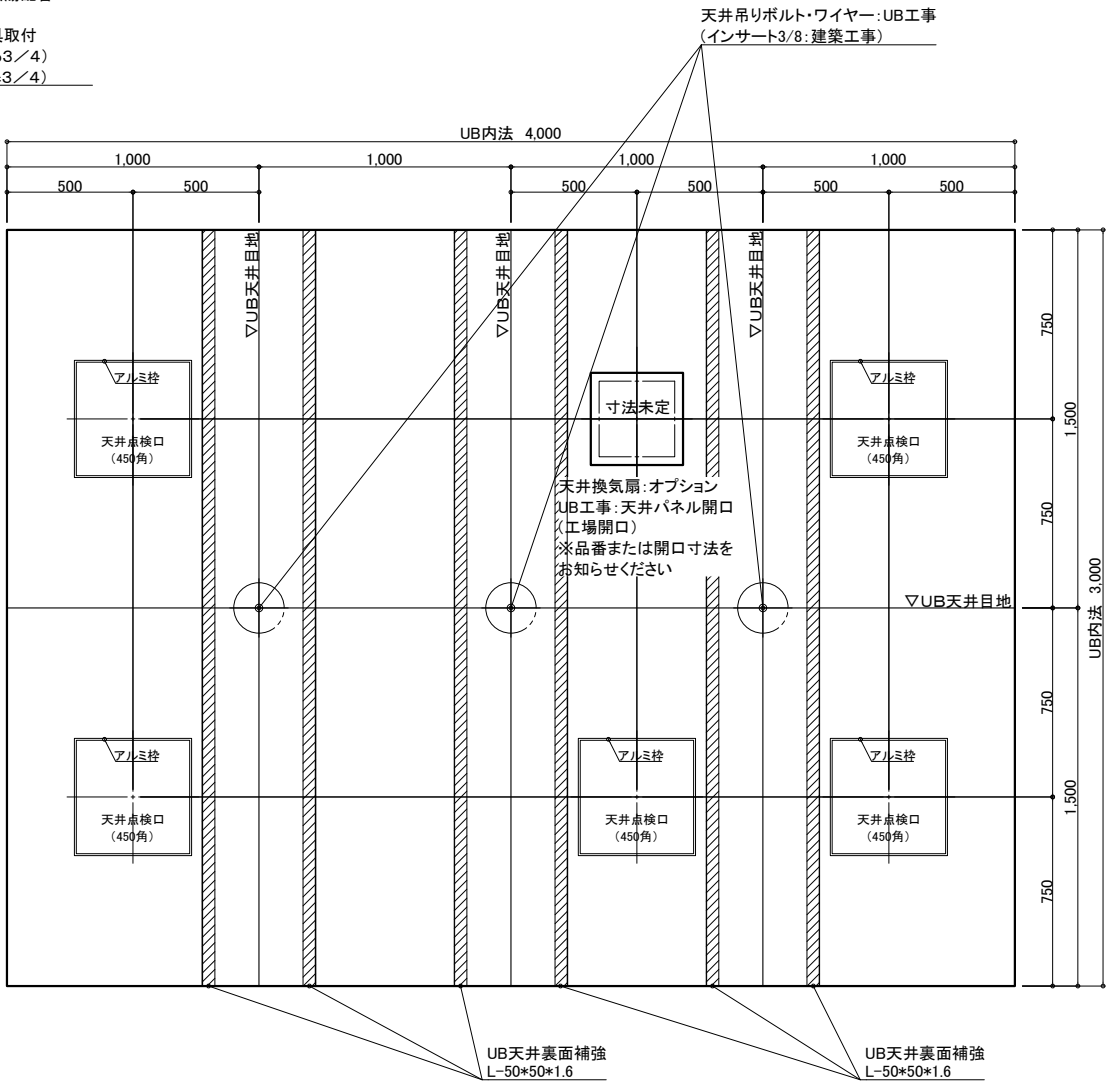 具取付
3／4)
3／4)
天井吊りボルト・ワイヤー：UB工事
(インサート3/8：建築工事)
UB内法 4,000
1,000
1,000
1,000
1,000
500
500
500
500
500
500
▽UB天井目地
▽UB天井目地
▽UB天井目地
アルミ枠
天井点検口
(450角)
寸法未定
アルミ枠
天井点検口
(450角)
天井換気扇：オプション
UB工事：天井パネル開口
(工場開口)
※品番または開口寸法を
お知らせください
▽UB天井目地
750
750
750
750
1,500
1,500
UB内法 3,000
アルミ枠
天井点検口
(450角)
アルミ枠
天井点検口
(450角)
アルミ枠
天井点検口
(450角)
UB天井裏面補強
L-50*50*1.6
UB天井裏面補強
L-50*50*1.6